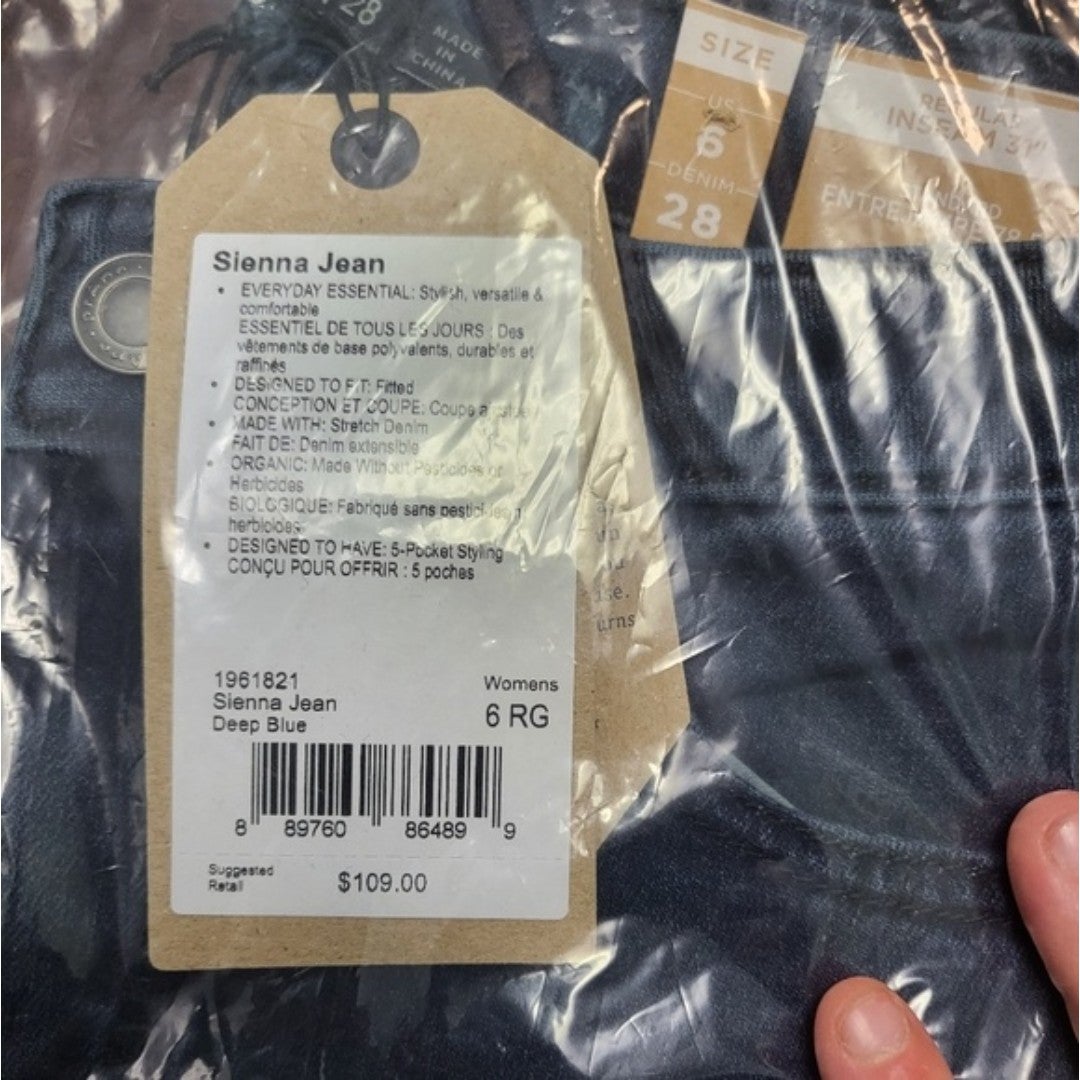 28
MADE
IN
CHINA
SIZE
US
6
DENIM
28
REGULAR
INSEAM
prana
Sienna Jean
• EVERYDAY ESSENTIAL: Stylish, versatile &
comfortable
ESSENTIEL DE TOUS LES JOURS : Des
vêtements de base polyvalents, durables et
raffinés
• DESIGNED TO FIT: Fitted
CONCEPTION ET COUPE: Coupe
• MADE WITH: Stretch Denim
FAIT DE: Denim extensible
• ORGANIC: Made Without Pesticides or
Herbicides
BIOLOGIQUE: Fabriqué sans
herbicides
• DESIGNED TO HAVE: 5-Pocket Styling
CONÇU POUR OFFRIR : 5 poches
1961821
Sienna Jean
Deep Blue
Womens
6 RG
8 89760 86489 9
Suggested
Retail
$109.00